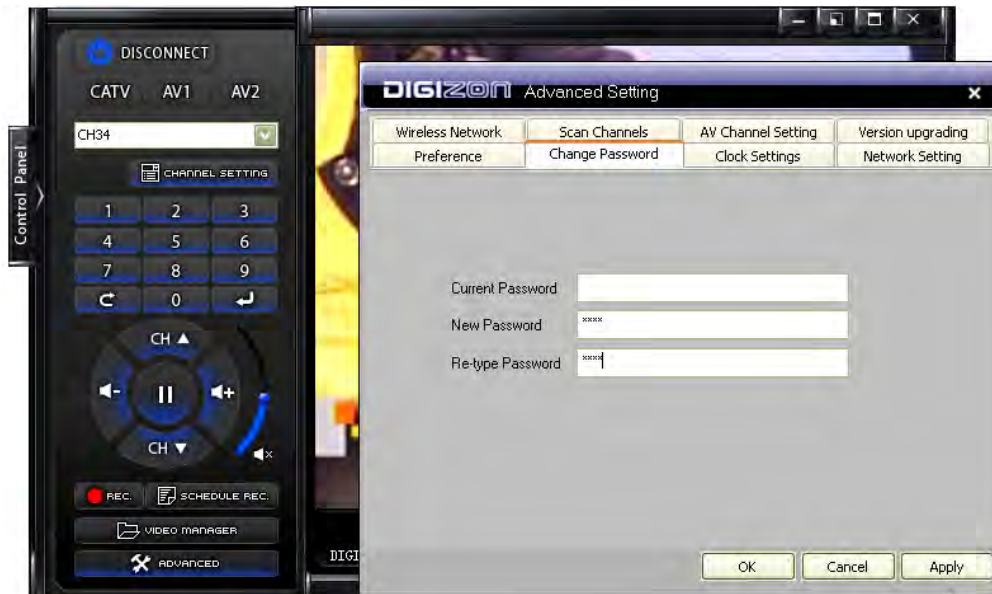 DISCONNECT
CATV AV1 AV2
CH34
Control Panel
CHANNEL SETTING
1 2 3
4 5 6
7 8 9
0
CH ▲
CH ▼
REC. SCHEDULE REC.
VIDEO MANAGER
ADVANCED
DIGI
DIGIZON Advanced Setting
Wireless Network Scan Channels AV Channel Setting Version upgrading
Preference Change Password Clock Settings Network Setting
Current Password
New Password ****
Re-type Password ****
OK Cancel Apply